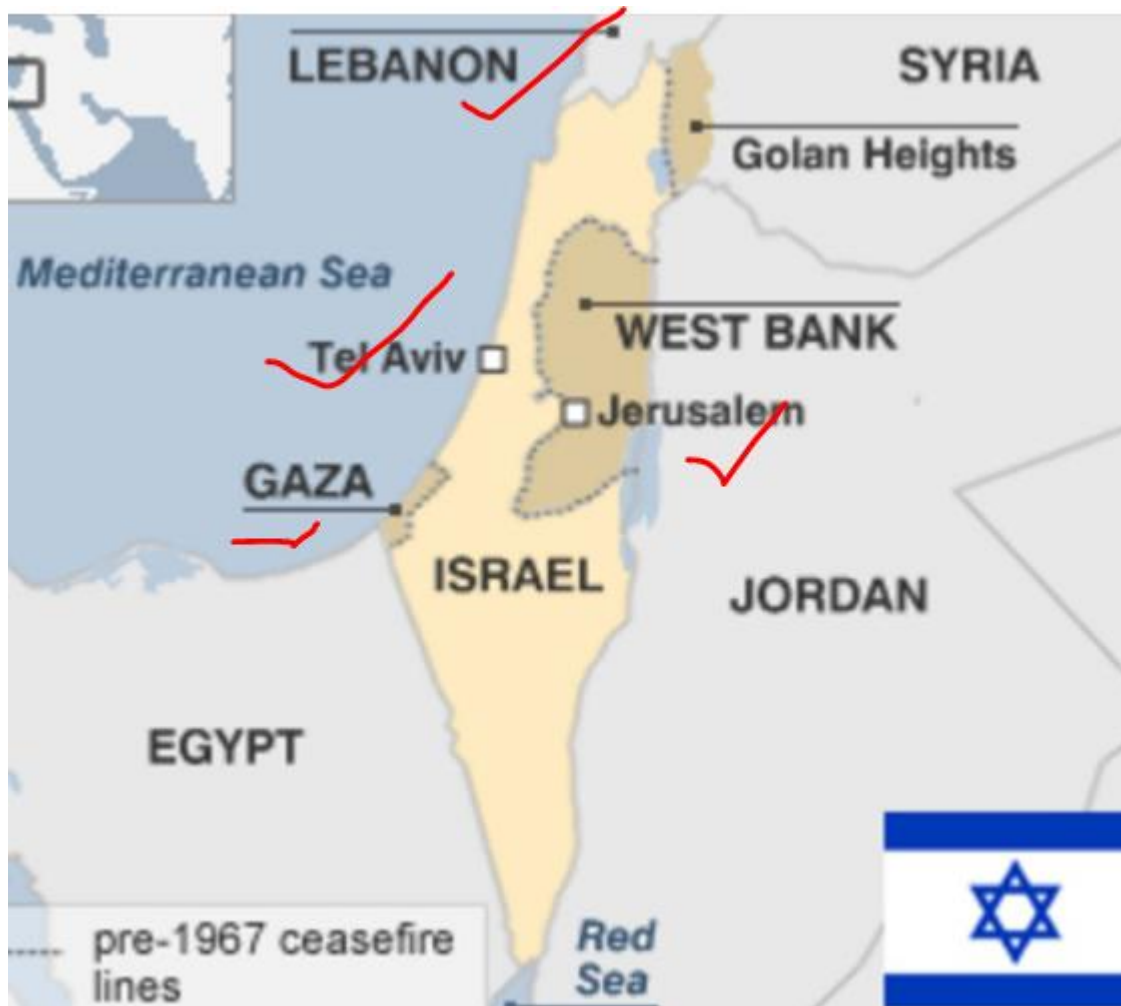 LEBANON
SYRIA
Golan Heights
Mediterranean Sea
WEST BANK
Tel Aviv
Jerusalem
GAZA
ISRAEL
JORDAN
EGYPT
Red
Sea
pre-1967 ceasefire
lines